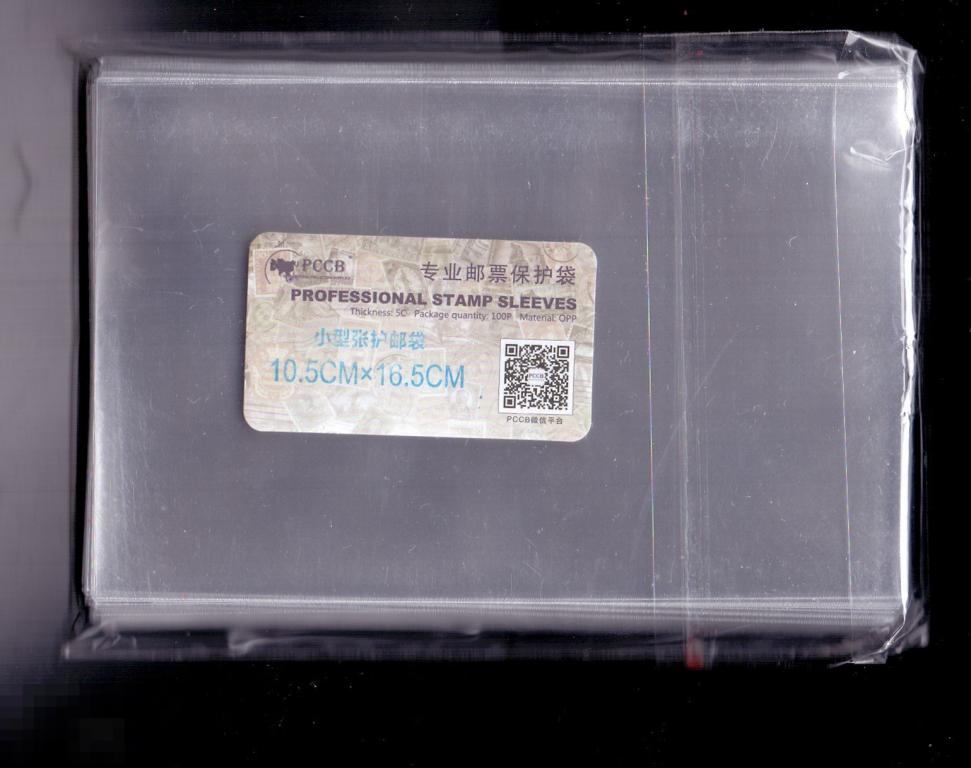 PCCB
专业邮票保护袋
PROFESSIONAL STAMP SLEEVES
Thickness: 5C Package quantity: 100P Material: OPP
小型张护邮袋
10.5CM×16.5CM
PCCB
PCCB微信平台